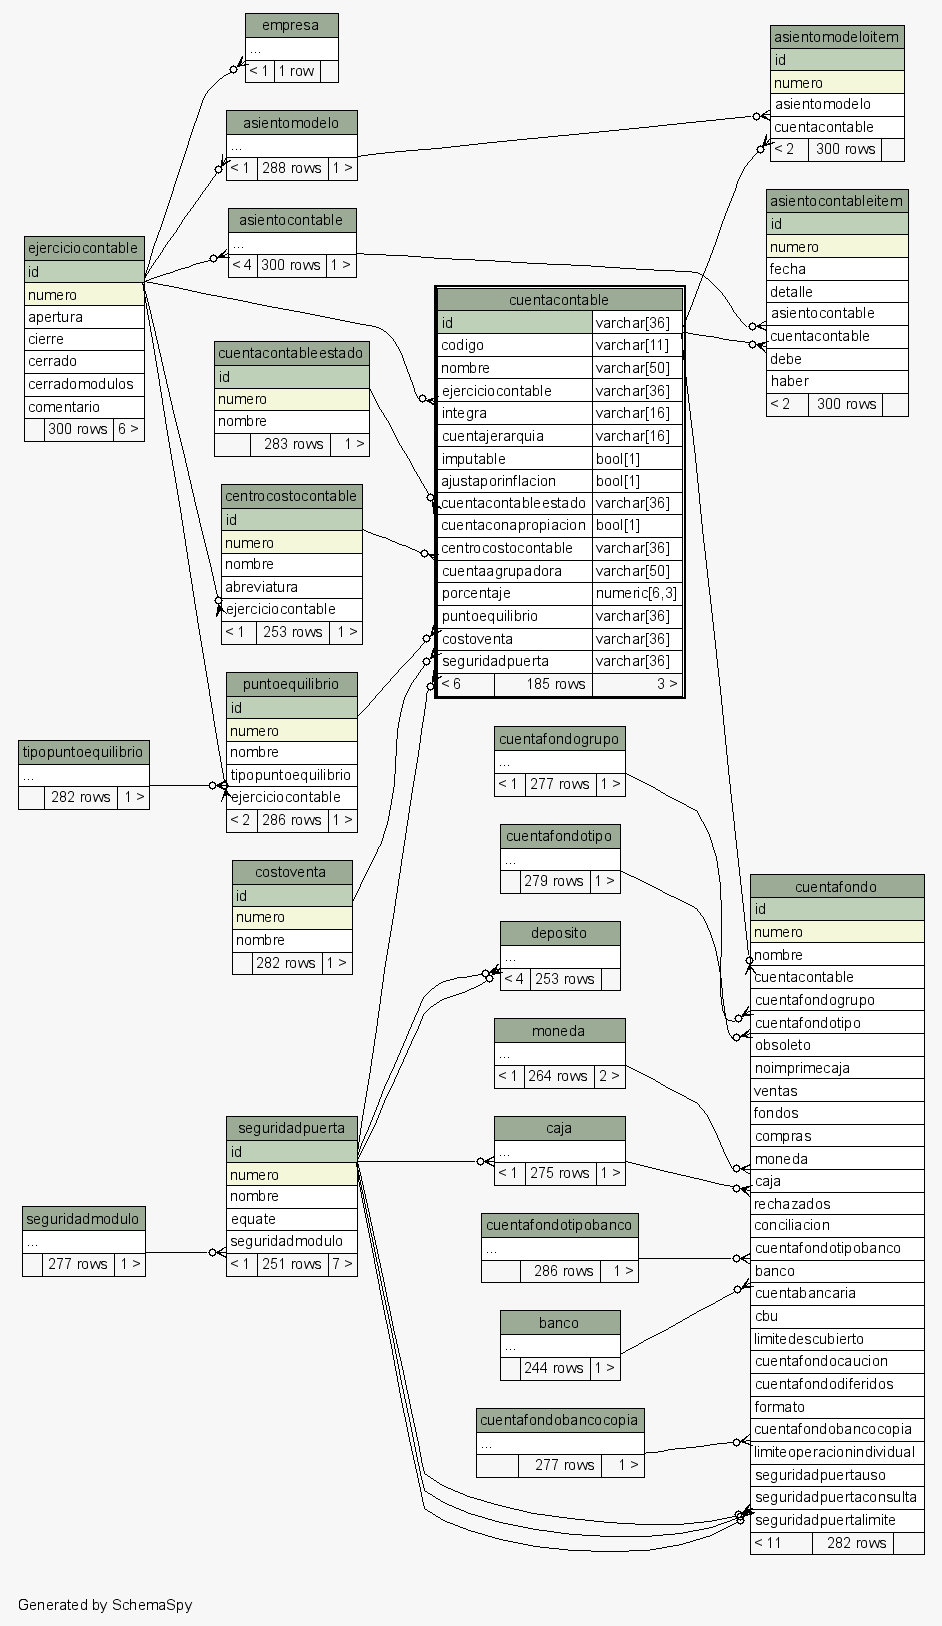 empresa
...
< 1 1 row
asientomodelo
...
< 1 288 rows 1 >
asientocontable
...
< 4 300 rows 1 >
ejerciciocontable
id
numero
apertura
cierre
cerrado
cerradomodulos
comentario
300 rows 6 >
cuentacontableestado
id
numero
nombre
283 rows 1 >
centrocostocontable
id
numero
nombre
abreviatura
ejerciciocontable
< 1 253 rows 1 >
puntoequilibrio
id
numero
nombre
tipopuntoequilibrio
ejerciciocontable
< 2 286 rows 1 >
tipopuntoequilibrio
...
282 rows 1 >
costoventa
id
numero
nombre
282 rows 1 >
seguridadpuerta
id
numero
nombre
equate
seguridadmodulo
< 1 251 rows 7 >
seguridadmodulo
...
277 rows 1 >
cuentacontable
id varchar[36]
codigo varchar[11]
nombre varchar[50]
ejerciciocontable varchar[36]
integra varchar[16]
cuentajerarquia varchar[16]
imputable bool[1]
ajustaporinflacion bool[1]
cuentacontableestado varchar[36]
cuentaconapropiacion bool[1]
centrocostocontable varchar[36]
cuentaagrupadora varchar[50]
porcentaje numeric[6,3]
puntoequilibrio varchar[36]
costoventa varchar[36]
seguridadpuerta varchar[36]
< 6 185 rows 3 >
cuentafondogrupo
...
< 1 277 rows 1 >
cuentafondotipo
...
279 rows 1 >
deposito
...
< 4 253 rows
moneda
...
< 1 264 rows 2 >
caja
...
< 1 275 rows 1 >
cuentafondotipobanco
...
286 rows 1 >
banco
...
244 rows 1 >
cuentafondobancocopia
...
277 rows 1 >
asientomodeloitem
id
numero
asientomodelo
cuentacontable
< 2 300 rows
asientocontableitem
id
numero
fecha
detalle
asientocontable
cuentacontable
debe
haber
< 2 300 rows
cuentafondo
id
numero
nombre
cuentacontable
cuentafondogrupo
cuentafondotipo
obsoleto
noimprimecaja
ventas
fondos
compras
moneda
caja
rechazados
conciliacion
cuentafondotipobanco
banco
cuentabancaria
cbu
limitedescubierto
cuentafondocaucion
cuentafondodiferidos
formato
cuentafondobancocopia
limiteoperacionindividual
seguridadpuertauso
seguridadpuertaconsulta
seguridadpuertalimite
< 11 282 rows
Generated by SchemaSpy